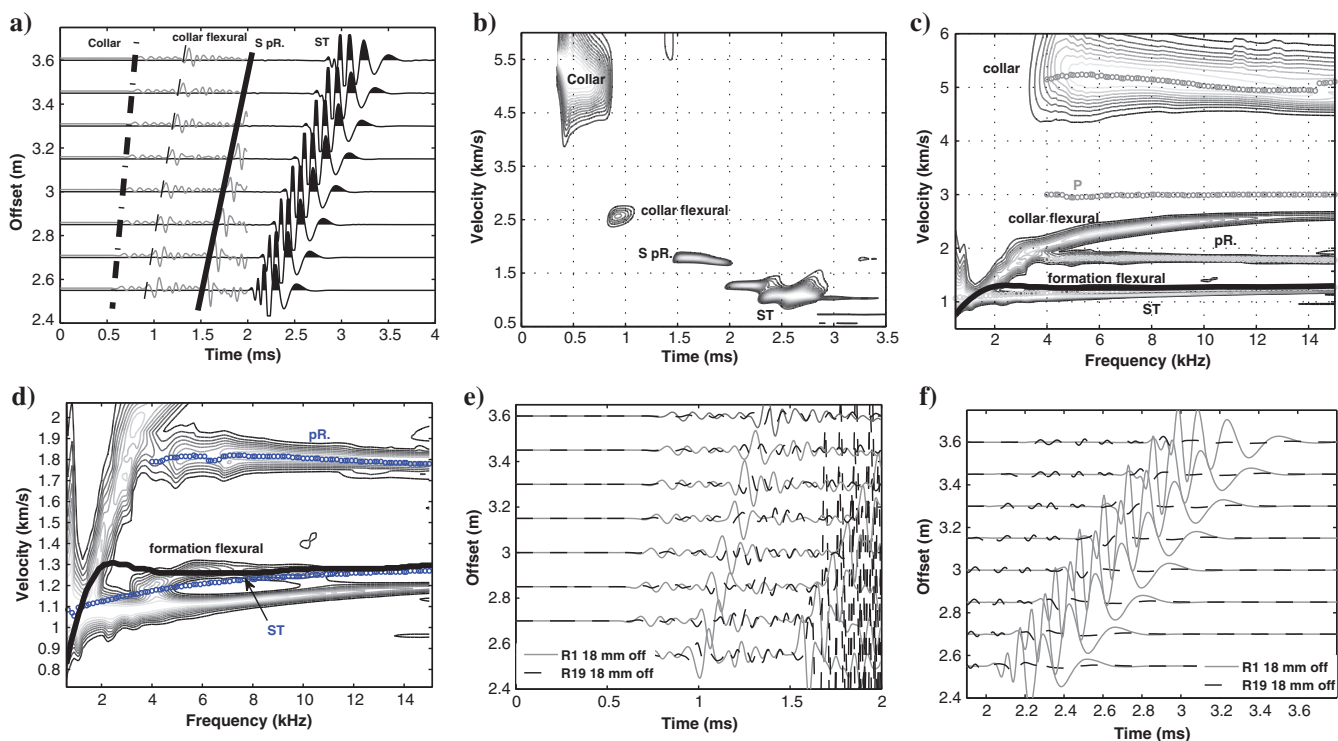 a)
Collar
collar flexural
S pR.
ST
3.6
3.4
3.2
3
2.8
2.6
2.4
Offset (m)
0 0.5 1 1.5 2 2.5 3 3.5 4
Time (ms)
b)
5.5
4.5
3.5
2.5
1.5
0.5
Velocity (km/s)
Collar
collar flexural
S pR.
ST
0 0.5 1 1.5 2 2.5 3 3.5
Time (ms)
c)
6
5
4
3
2
1
Velocity (km/s)
collar
P
collar flexural
pR.
formation flexural
ST
2 4 6 8 10 12 14
Frequency (kHz)
d)
2
1.9
1.8
1.7
1.6
1.5
1.4
1.3
1.2
1.1
1
0.9
0.8
Velocity (km/s)
pR.
formation flexural
ST
2 4 6 8 10 12 14
Frequency (kHz)
e)
3.6
3.4
3.2
3
2.8
2.6
2.4
Offset (m)
R1 18 mm off
R19 18 mm off
0 0.5 1 1.5 2
Time (ms)
f)
3.6
3.4
3.2
3
2.8
2.6
2.4
Offset (m)
R1 18 mm off
R19 18 mm off
2 2.2 2.4 2.6 2.8 3 3.2 3.4 3.6
Time (ms)